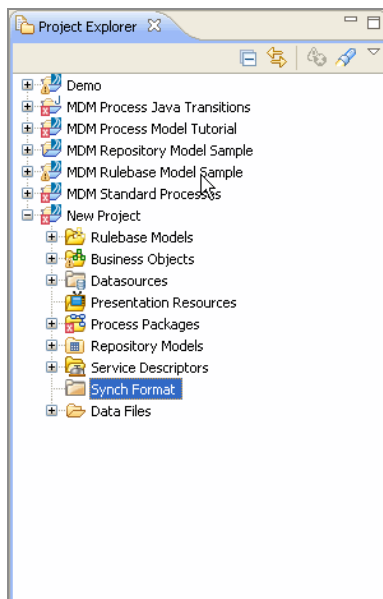 Project Explorer
Demo
MDM Process Java Transitions
MDM Process Model Tutorial
MDM Repository Model Sample
MDM Rulebase Model Sample
MDM Standard Processes
New Project
Rulebase Models
Business Objects
Datasources
Presentation Resources
Process Packages
Repository Models
Service Descriptors
Synch Format
Data Files